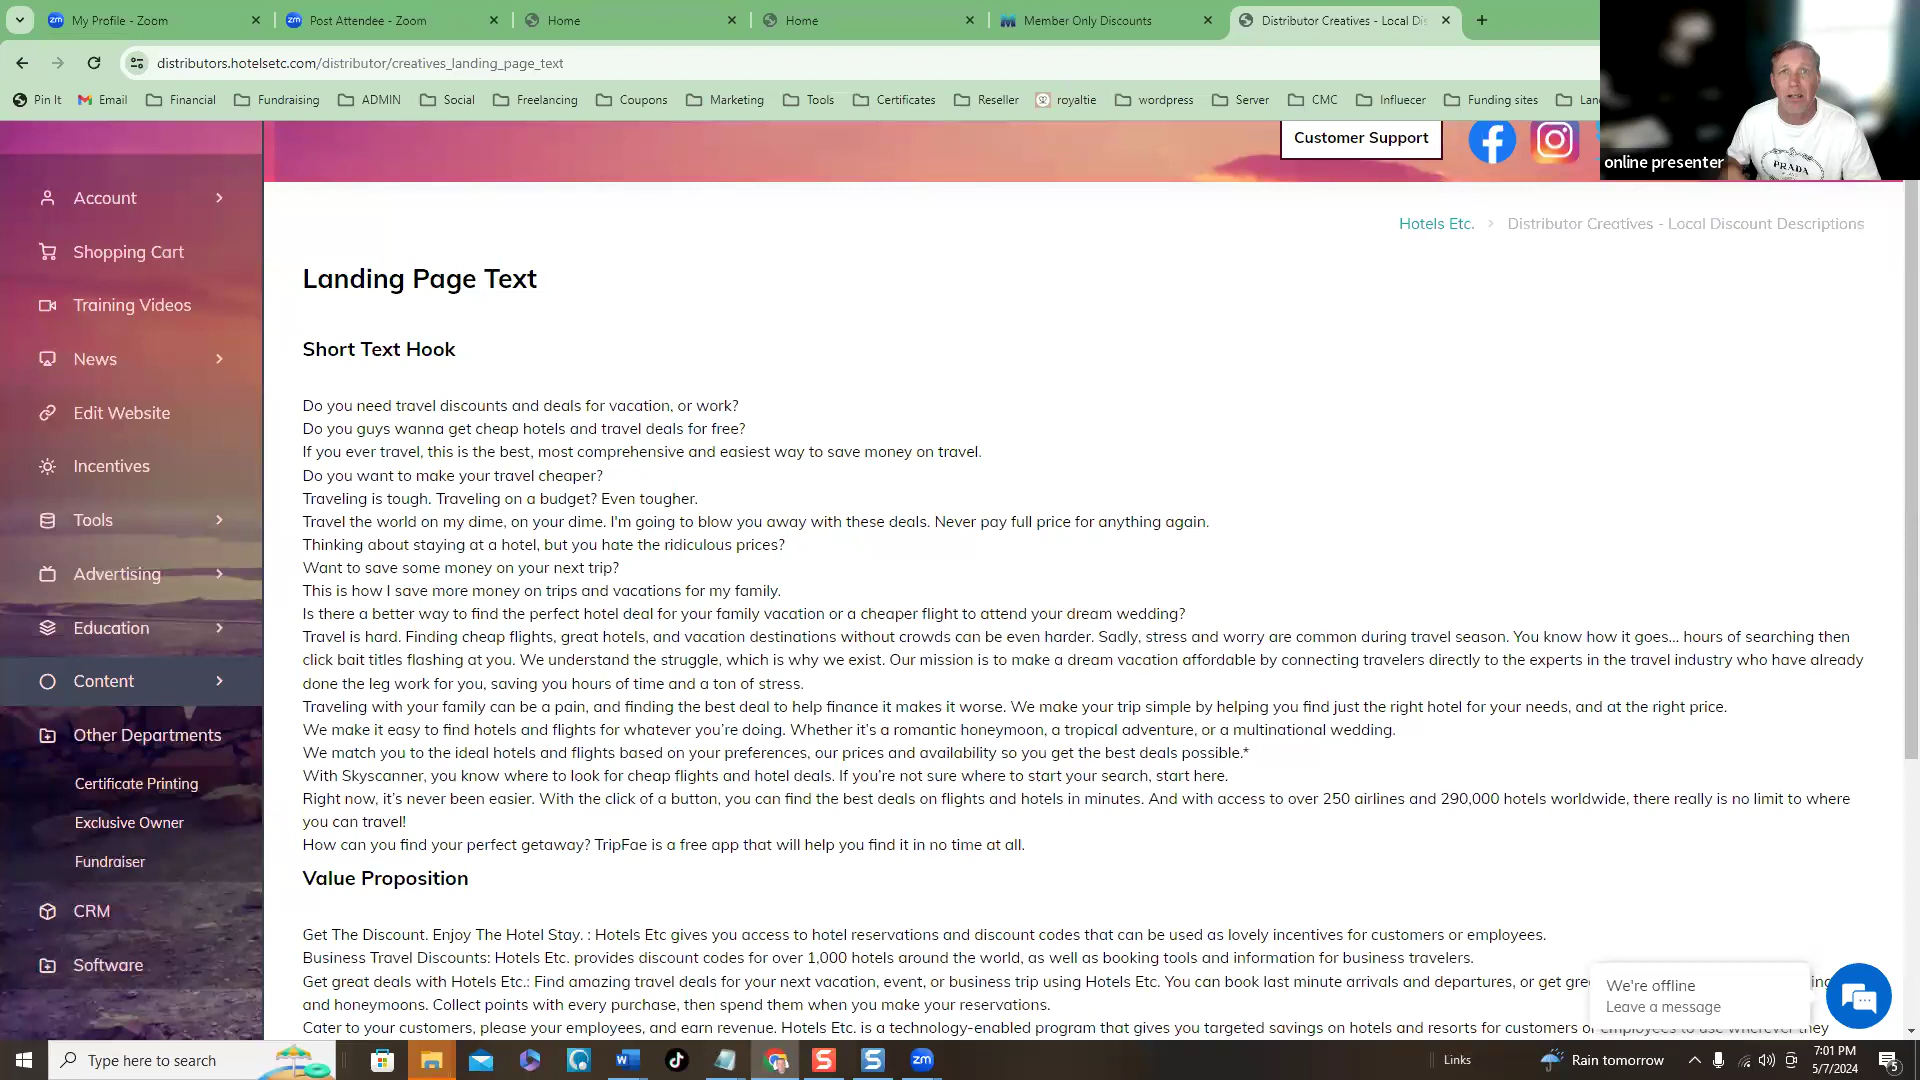 My Profile - Zoom
Post Attendee - Zoom
Home
Home
Member Only Discounts
Distributor Creatives - Local Di
distributors.hotelsetc.com/distributor/creatives_landing_page_text
Pin It
Email
Financial
Fundraising
ADMIN
Social
Freelancing
Coupons
Marketing
Tools
Certificates
Reseller
royaltie
wordpress
Server
CMC
Influecer
Funding sites
Lan
online presenter
PRADA
Customer Support
Account
Shopping Cart
Training Videos
News
Edit Website
Incentives
Tools
Advertising
Education
Content
Other Departments
Certificate Printing
Exclusive Owner
Fundraiser
CRM
Software
Hotels Etc. > Distributor Creatives - Local Discount Descriptions
Landing Page Text
Short Text Hook
Do you need travel discounts and deals for vacation, or work?
Do you guys wanna get cheap hotels and travel deals for free?
If you ever travel, this is the best, most comprehensive and easiest way to save money on travel.
Do you want to make your travel cheaper?
Traveling is tough. Traveling on a budget? Even tougher.
Travel the world on my dime, on your dime. I'm going to blow you away with these deals. Never pay full price for anything again.
Thinking about staying at a hotel, but you hate the ridiculous prices?
Want to save some money on your next trip?
This is how I save more money on trips and vacations for my family.
Is there a better way to find the perfect hotel deal for your family vacation or a cheaper flight to attend your dream wedding?
Travel is hard. Finding cheap flights, great hotels, and vacation destinations without crowds can be even harder. Sadly, stress and worry are common during travel season. You know how it goes... hours of searching then
click bait titles flashing at you. We understand the struggle, which is why we exist. Our mission is to make a dream vacation affordable by connecting travelers directly to the experts in the travel industry who have already
done the leg work for you, saving you hours of time and a ton of stress.
Traveling with your family can be a pain, and finding the best deal to help finance it makes it worse. We make your trip simple by helping you find just the right hotel for your needs, and at the right price.
We make it easy to find hotels and flights for whatever you're doing. Whether it's a romantic honeymoon, a tropical adventure, or a multinational wedding.
We match you to the ideal hotels and flights based on your preferences, our prices and availability so you get the best deals possible.*
With Skyscanner, you know where to look for cheap flights and hotel deals. If you're not sure where to start your search, start here.
Right now, it's never been easier. With the click of a button, you can find the best deals on flights and hotels in minutes. And with access to over 250 airlines and 290,000 hotels worldwide, there really is no limit to where
you can travel!
How can you find your perfect getaway? TripFae is a free app that will help you find it in no time at all.
Value Proposition
Get The Discount. Enjoy The Hotel Stay. : Hotels Etc gives you access to hotel reservations and discount codes that can be used as lovely incentives for customers or employees.
Business Travel Discounts: Hotels Etc. provides discount codes for over 1,000 hotels around the world, as well as booking tools and information for business travelers.
Get great deals with Hotels Etc.: Find amazing travel deals for your next vacation, event, or business trip using Hotels Etc. You can book last minute arrivals and departures, or get gre
and honeymoons. Collect points with every purchase, then spend them when you make your reservations.
Cater to your customers, please your employees, and earn revenue. Hotels Etc. is a technology-enabled program that gives you targeted savings on hotels and resorts for customers or employees to use wherever they
We're offline
Leave a message
Type here to search
Links
Rain tomorrow
7:01 PM
5/7/2024
5